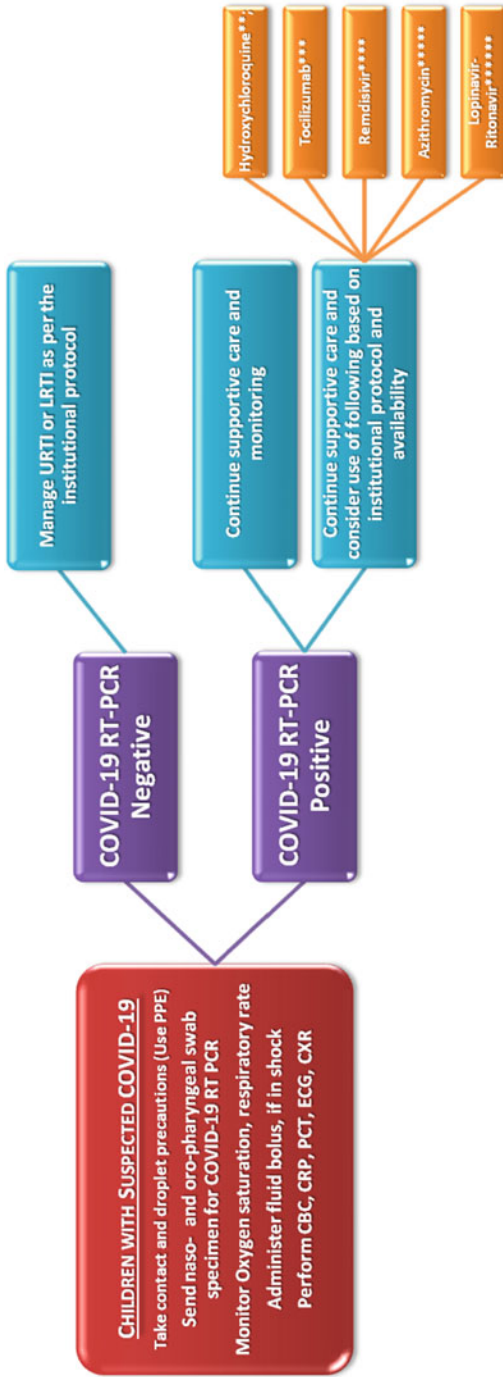 CHILDREN WITH SUSPECTED COVID-19
Take contact and droplet precautions (Use PPE)
Send naso- and oro-pharyngeal swab
specimen for COVID-19 RT PCR
Monitor Oxygen saturation, respiratory rate
Administer fluid bolus, if in shock
Perform CBC, CRP, PCT, ECG, CXR
COVID-19 RT-PCR
Negative
Manage URTI or LRTI as per the
institutional protocol
COVID-19 RT-PCR
Positive
Continue supportive care and
monitoring
Continue supportive care and
consider use of following based on
institutional protocol and
availability
Hydroxychloroquine**;
Tocilizumab***
Remdisivir****
Azithromycin*****
Lopinavir-
Ritonavir******